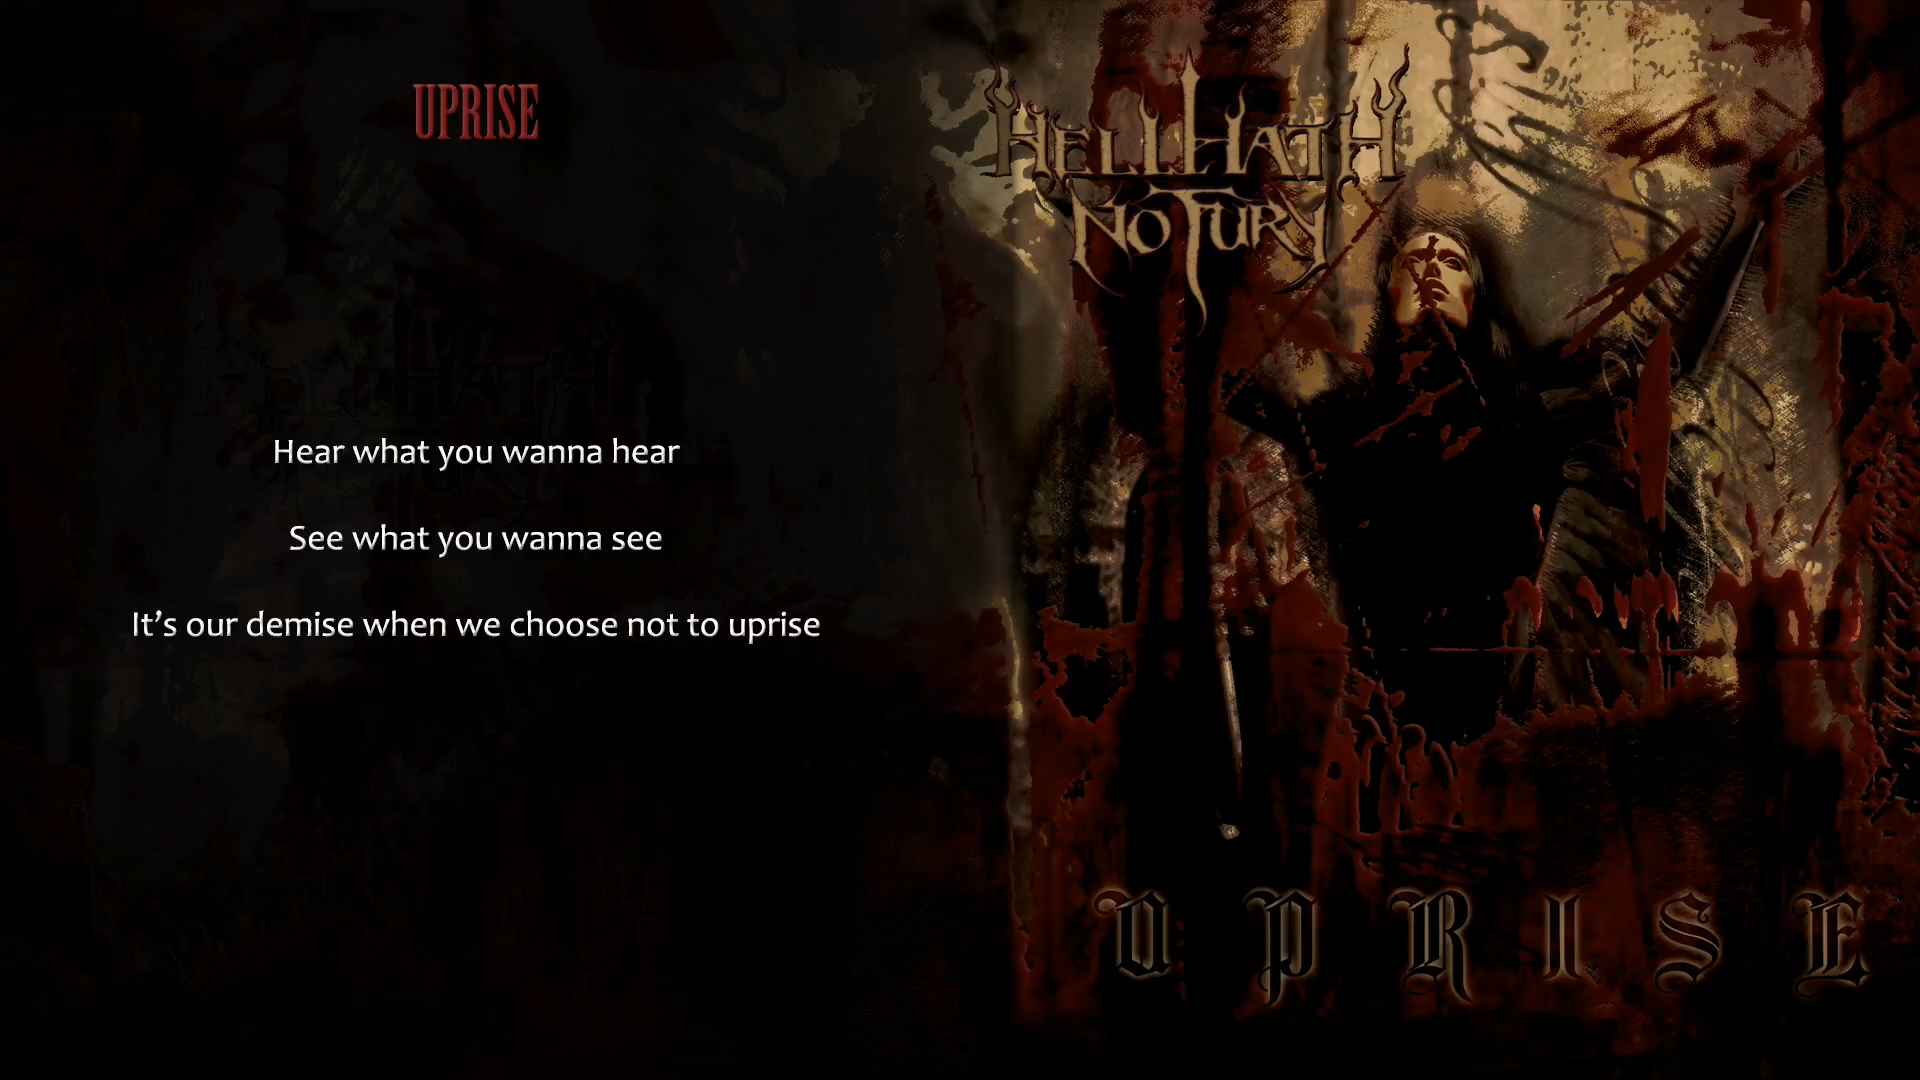 UPRISE
Hear what you wanna hear
See what you wanna see
It's our demise when we choose not to uprise
HELL HATH
NO FURY
UPRISE